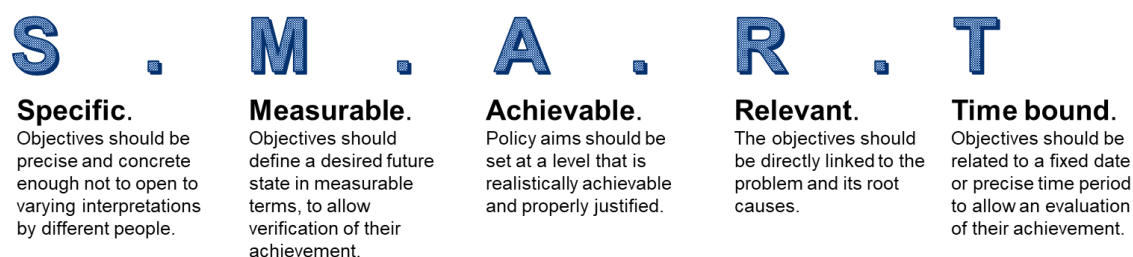 S . M . A . R . T
Specific.
Objectives should be
precise and concrete
enough not to open to
varying interpretations
by different people.
Measurable.
Objectives should
define a desired future
state in measurable
terms, to allow
verification of their
achievement.
Achievable.
Policy aims should be
set at a level that is
realistically achievable
and properly justified.
Relevant.
The objectives should
be directly linked to the
problem and its root
causes.
Time bound.
Objectives should be
related to a fixed date
or precise time period
to allow an evaluation
of their achievement.